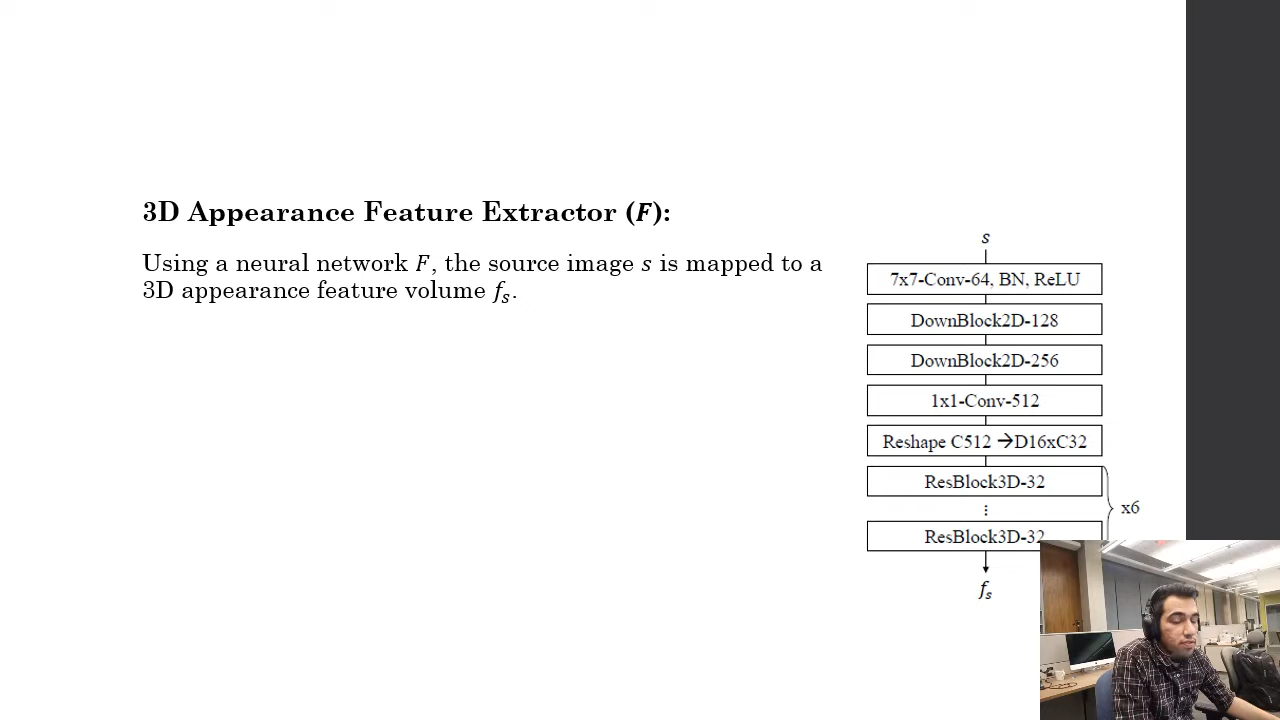 3D Appearance Feature Extractor (F):
Using a neural network F, the source image s is mapped to a
3D appearance feature volume fₛ.
s
7x7-Conv-64, BN, ReLU
DownBlock2D-128
DownBlock2D-256
1x1-Conv-512
Reshape C512 →D16xC32
ResBlock3D-32
⋮
x6
ResBlock3D-32
fₛ